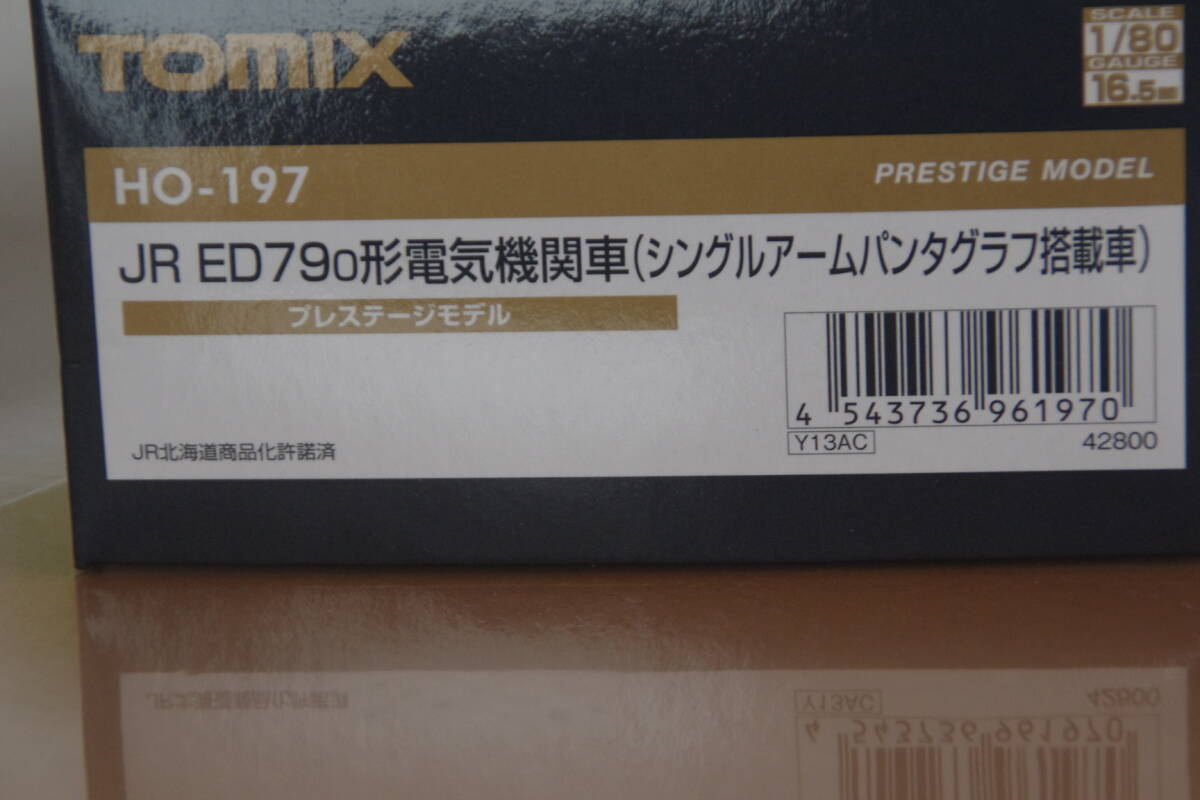 TOMIX
SCALE
1/80
GAUGE
16.5mm
HO-197
PRESTIGE MODEL
JR ED790形電気機関車(シングルアームパンタグラフ搭載車)
プレステージモデル
4 543736 961970
Y13AC
42800
JR北海道商品化許諾済